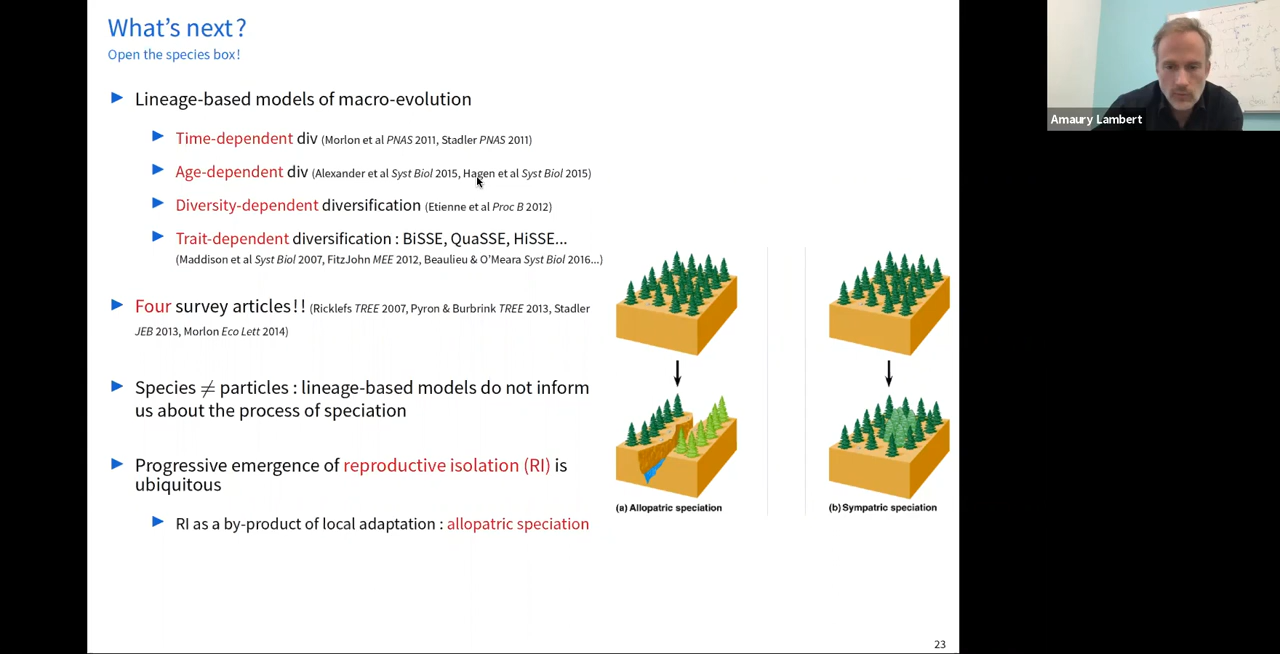 What's next?
Open the species box!
Lineage-based models of macro-evolution
Time-dependent div (Morlon et al PNAS 2011, Stadler PNAS 2011)
Age-dependent div (Alexander et al Syst Biol 2015, Hagen et al Syst Biol 2015)
Diversity-dependent diversification (Etienne et al Proc B 2012)
Trait-dependent diversification : BiSSE, QuaSSE, HiSSE...
(Maddison et al Syst Biol 2007, FitzJohn MEE 2012, Beaulieu & O'Meara Syst Biol 2016...)
Four survey articles!! (Ricklefs TREE 2007, Pyron & Burbrink TREE 2013, Stadler
JEB 2013, Morlon Eco Lett 2014)
Species ≠ particles : lineage-based models do not inform
us about the process of speciation
Progressive emergence of reproductive isolation (RI) is
ubiquitous
RI as a by-product of local adaptation : allopatric speciation
(a) Allopatric speciation
(b) Sympatric speciation
23
Amaury Lambert